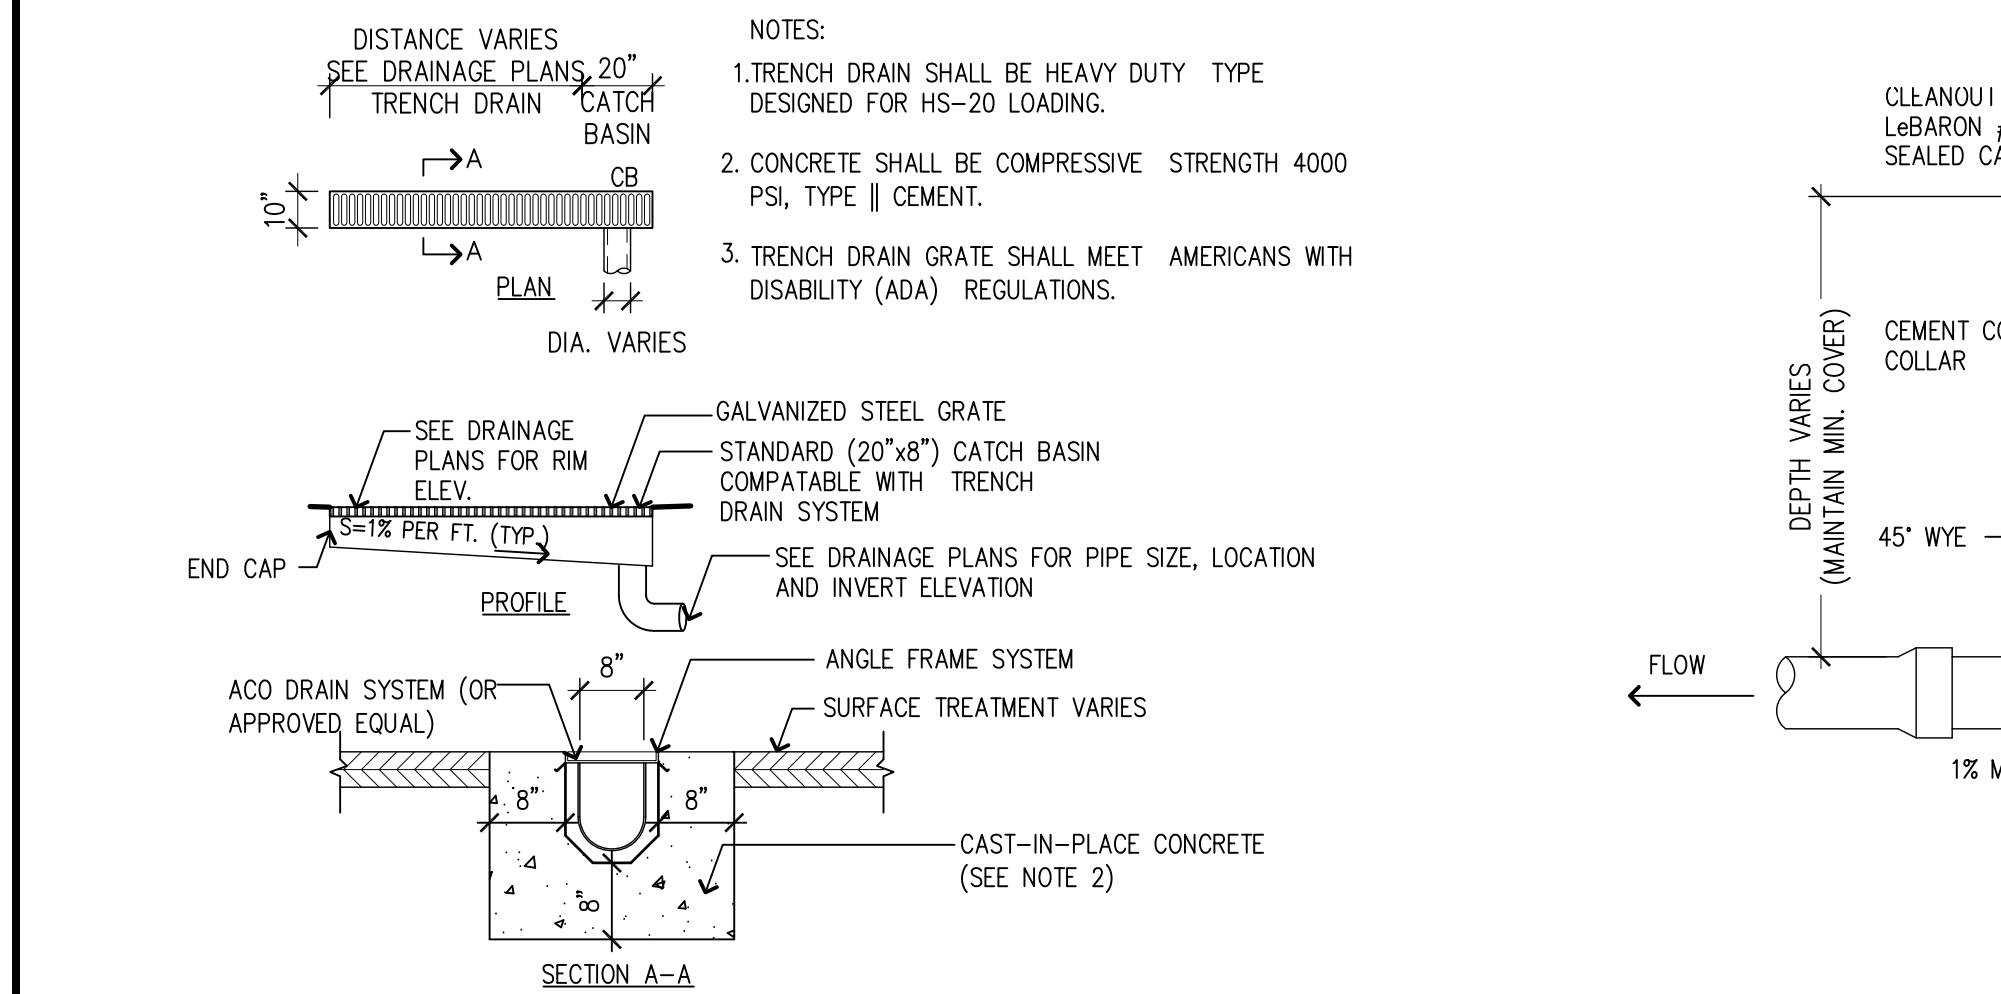 DISTANCE VARIES
SEE DRAINAGE PLANS
TRENCH DRAIN
20"
CATCH
BASIN
A
CB
10"
A
PLAN
DIA. VARIES
NOTES:
1.TRENCH DRAIN SHALL BE HEAVY DUTY TYPE
DESIGNED FOR HS-20 LOADING.
2. CONCRETE SHALL BE COMPRESSIVE STRENGTH 4000
PSI, TYPE || CEMENT.
3. TRENCH DRAIN GRATE SHALL MEET AMERICANS WITH
DISABILITY (ADA) REGULATIONS.
SEE DRAINAGE
PLANS FOR RIM
ELEV.
GALVANIZED STEEL GRATE
STANDARD (20"x8") CATCH BASIN
COMPATABLE WITH TRENCH
DRAIN SYSTEM
S=1% PER FT. (TYP.)
END CAP
SEE DRAINAGE PLANS FOR PIPE SIZE, LOCATION
AND INVERT ELEVATION
PROFILE
ACO DRAIN SYSTEM (OR
APPROVED EQUAL)
8"
ANGLE FRAME SYSTEM
SURFACE TREATMENT VARIES
8"
8"
8"
CAST-IN-PLACE CONCRETE
(SEE NOTE 2)
SECTION A-A
CLEANOUT
LeBARON
SEALED
DEPTH VARIES
(MAINTAIN MIN. COVER)
CEMENT
COLLAR
45° WYE
FLOW
1%